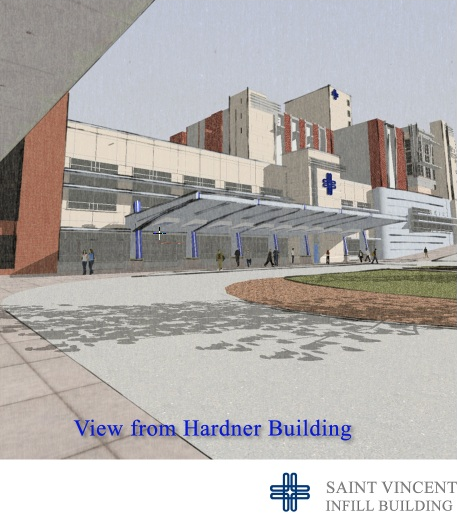 View from Hardner Building
SAINT VINCENT
INFILL BUILDING